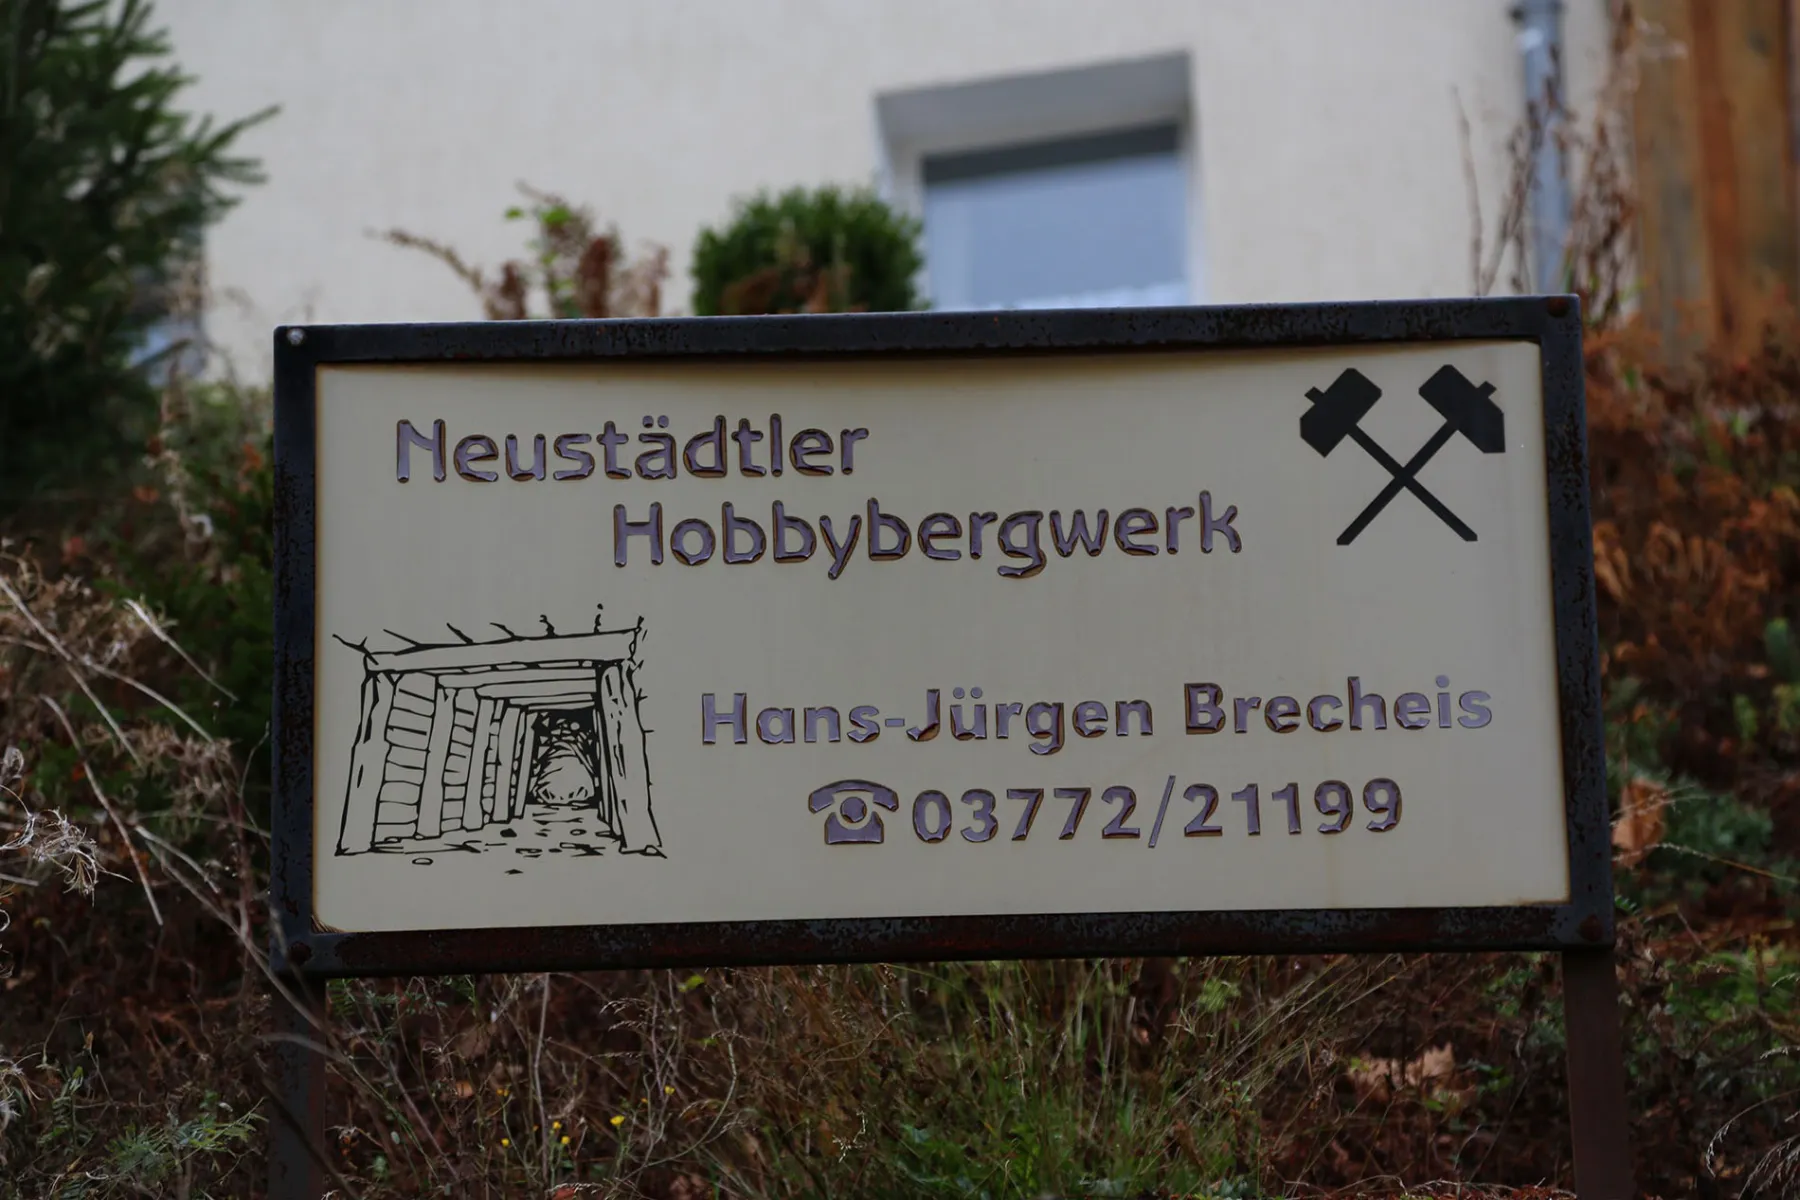 Neustädtler
Hobbybergwerk
Hans-Jürgen Brecheis
☎03772/21199